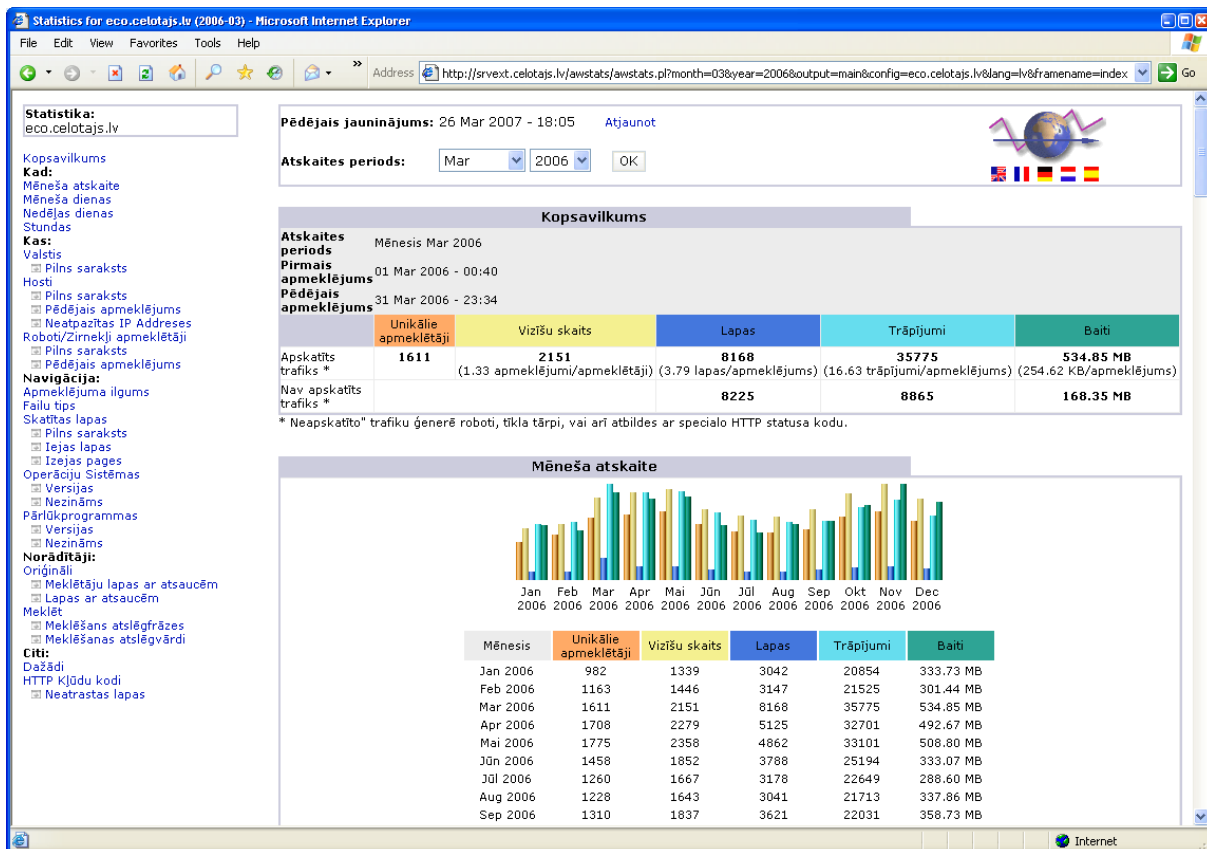 Statistics for eco.celotajs.lv (2006-03) - Microsoft Internet Explorer
File Edit View Favorites Tools Help
» Address http://srvext.celotajs.lv/awstats/awstats.pl?month=03&year=2006&output=main&config=eco.celotajs.lv&lang=lv&framename=index Go
Statistika:
eco.celotajs.lv
Kopsavilkums
Kad:
Mēneša atskaite
Mēneša dienas
Nedēļas dienas
Stundas
Kas:
Valstis
Pilns saraksts
Hosti
Pilns saraksts
Pēdējais apmeklējums
Neatpazītas IP Addreses
Roboti/Zirnekļi apmeklētāji
Pilns saraksts
Pēdējais apmeklējums
Navigācija:
Apmeklējuma ilgums
Failu tips
Skatītas lapas
Pilns saraksts
Iejas lapas
Izejas pages
Operāciju Sistēmas
Versijas
Nezināms
Pārlūkprogrammas
Versijas
Nezināms
Norādītāji:
Oriģināli
Meklētāju lapas ar atsaucēm
Lapas ar atsaucēm
Meklēt
Meklēšans atslēgfrāzes
Meklēšanas atslēgvārdi
Citi:
Dažādi
HTTP Kļūdu kodi
Neatrastas lapas
Pēdējais jauninājums: 26 Mar 2007 - 18:05 Atjaunot
Atskaites periods: Mar 2006 OK
Kopsavilkums
Atskaites periods Mēnesis Mar 2006
Pirmais apmeklējums 01 Mar 2006 - 00:40
Pēdējais apmeklējums 31 Mar 2006 - 23:34
Unikālie apmeklētāji Vizīšu skaits Lapas Trāpījumi Baiti
Apskatīts trafiks * 1611 2151 8168 35775 534.85 MB
(1.33 apmeklējumi/apmeklētāji) (3.79 lapas/apmeklējums) (16.63 trāpījumi/apmeklējums) (254.62 KB/apmeklējums)
Nav apskatīts trafiks * 8225 8865 168.35 MB
* Neapskatīto" trafiku ģenerē roboti, tīkla tārpi, vai arī atbildes ar specialo HTTP statusa kodu.
Mēneša atskaite
Jan Feb Mar Apr Mai Jūn Jūl Aug Sep Okt Nov Dec
2006 2006 2006 2006 2006 2006 2006 2006 2006 2006 2006 2006
Mēnesis Unikālie apmeklētāji Vizīšu skaits Lapas Trāpījumi Baiti
Jan 2006 982 1339 3042 20854 333.73 MB
Feb 2006 1163 1446 3147 21525 301.44 MB
Mar 2006 1611 2151 8168 35775 534.85 MB
Apr 2006 1708 2279 5125 32701 492.67 MB
Mai 2006 1775 2358 4862 33101 508.80 MB
Jūn 2006 1458 1852 3788 25194 333.07 MB
Jūl 2006 1260 1667 3178 22649 288.60 MB
Aug 2006 1228 1643 3041 21713 337.86 MB
Sep 2006 1310 1837 3621 22031 358.73 MB
Internet